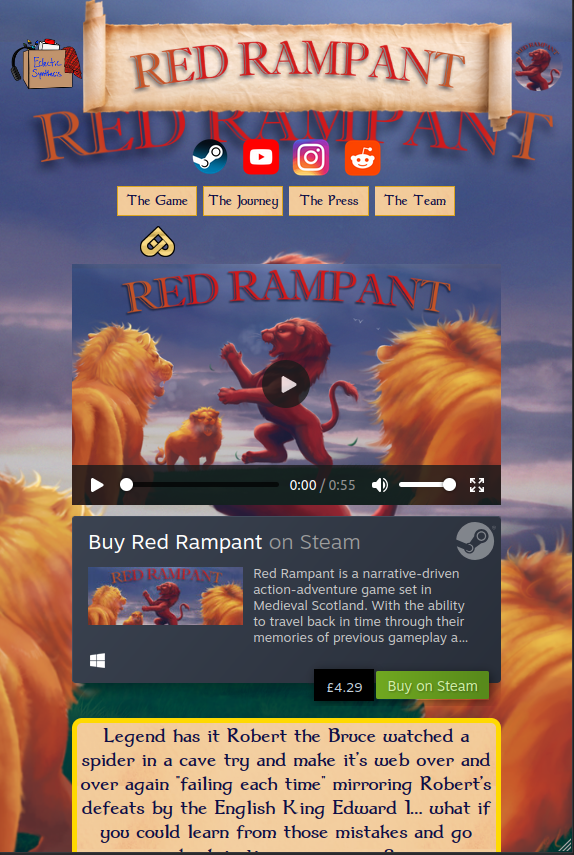 Eclectic
Synthesis
RED RAMPANT
RED RAMPANT
The Game
The Journey
The Press
The Team
RED RAMPANT
0:00 / 0:55
Buy Red Rampant on Steam
RED RAMPANT
Red Rampant is a narrative-driven
action-adventure game set in
Medieval Scotland. With the ability
to travel back in time through their
memories of previous gameplay a...
£4.29
Buy on Steam
Legend has it Robert the Bruce watched a
spider in a cave try and make it's web over and
over again "failing each time" mirroring Robert's
defeats by the English King Edward I... what if
you could learn from those mistakes and go